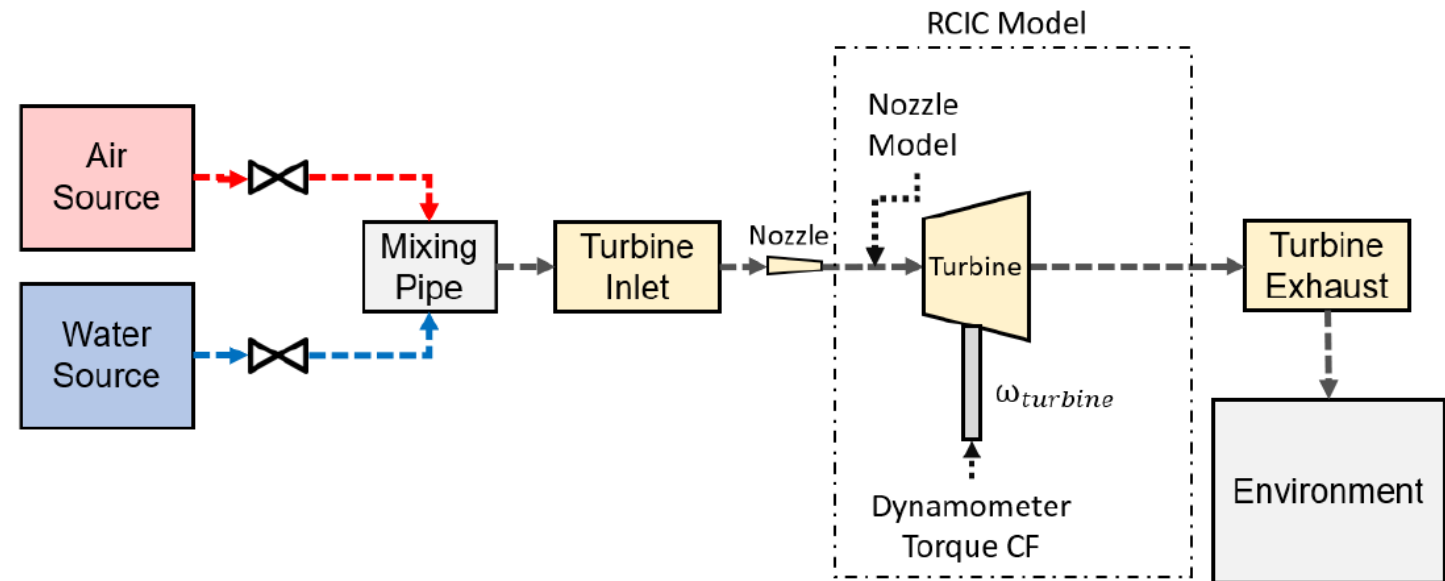 RCIC Model
Air
Source
Nozzle
Model
Mixing
Pipe
Turbine
Inlet
Nozzle
Turbine
Turbine
Exhaust
Water
Source
ω turbine
Dynamometer
Torque CF
Environment